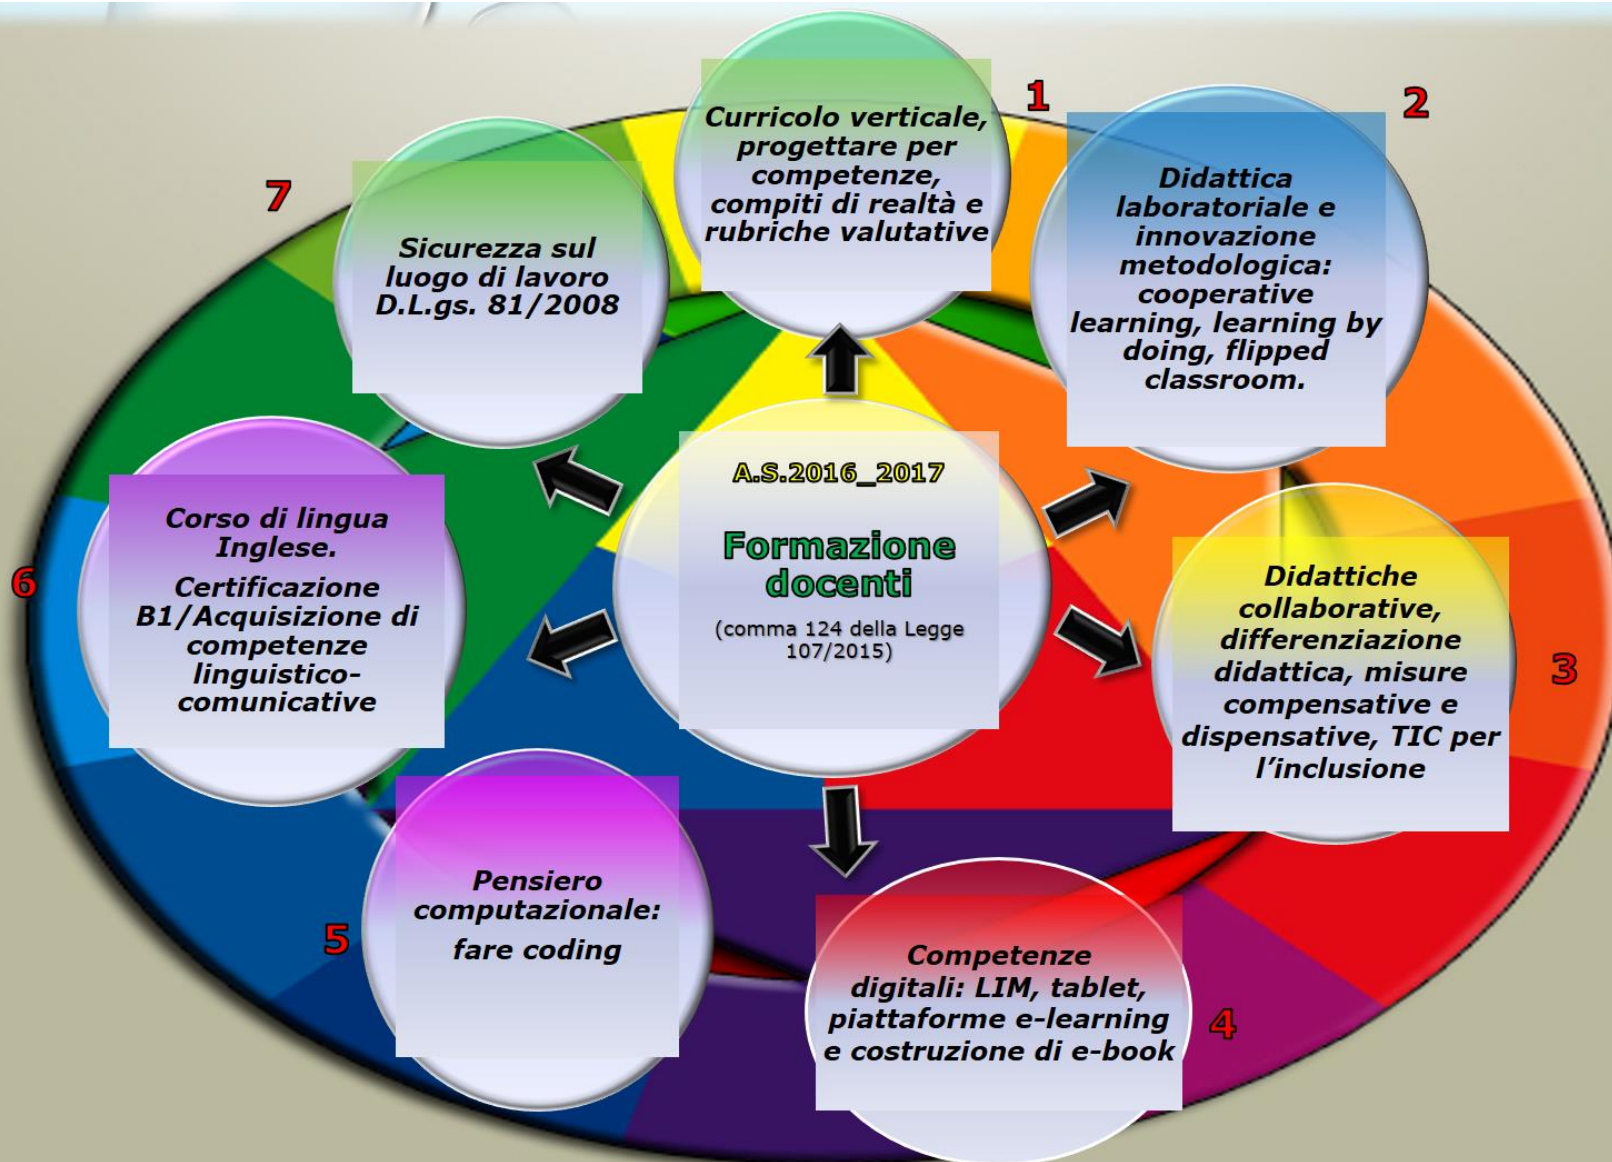 A.S.2016_2017
Formazione
docenti
(comma 124 della Legge
107/2015)
1
Curricolo verticale,
progettare per
competenze,
compiti di realtà e
rubriche valutative
2
Didattica
laboratoriale e
innovazione
metodologica:
cooperative
learning, learning by
doing, flipped
classroom.
3
Didattiche
collaborative,
differenziazione
didattica, misure
compensative e
dispensative, TIC per
l’inclusione
4
Competenze
digitali: LIM, tablet,
piattaforme e-learning
e costruzione di e-book
5
Pensiero
computazionale:
fare coding
6
Corso di lingua
Inglese.
Certificazione
B1/Acquisizione di
competenze
linguistico-
comunicative
7
Sicurezza sul
luogo di lavoro
D.L.gs. 81/2008